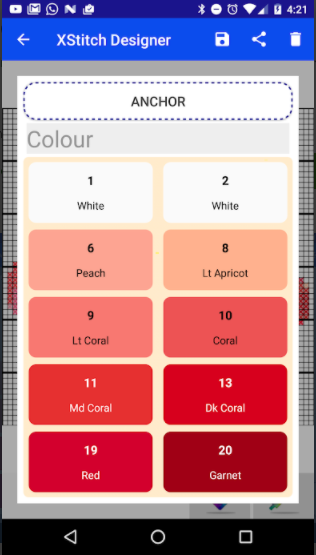 4:21
XStitch Designer
ANCHOR
Colour
1
White
2
White
6
Peach
8
Lt Apricot
9
Lt Coral
10
Coral
11
Md Coral
13
Dk Coral
19
Red
20
Garnet